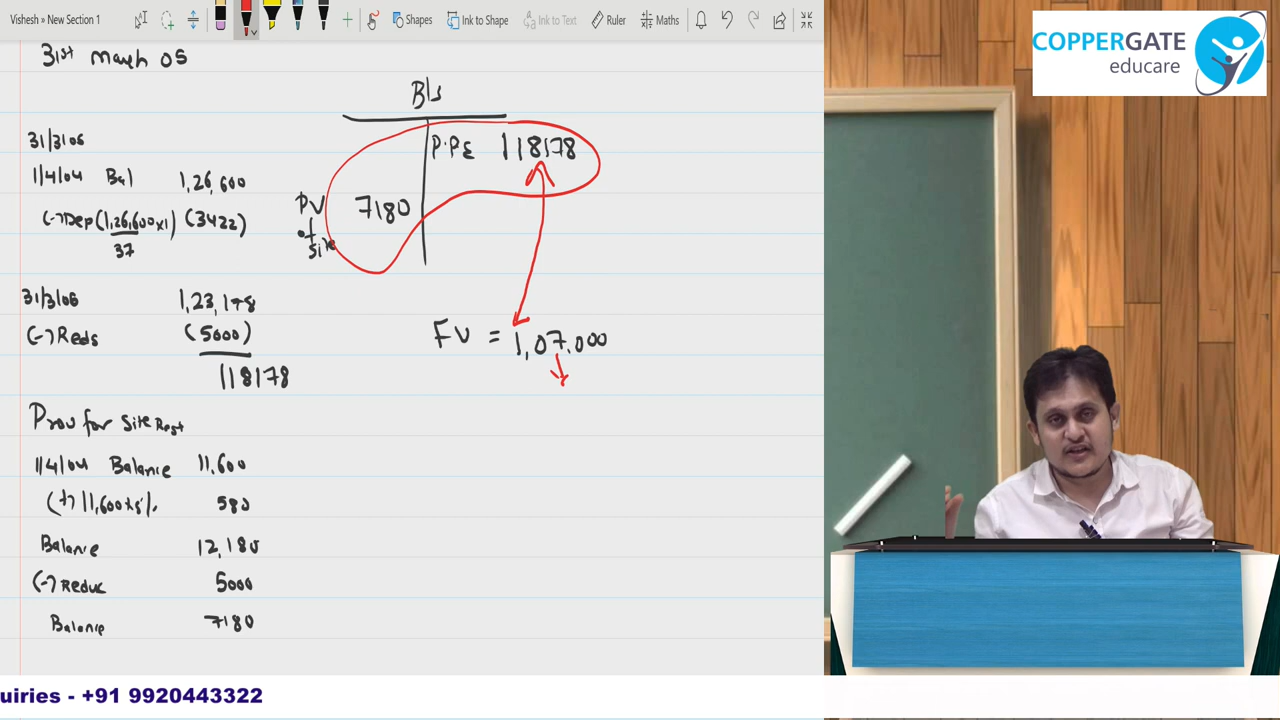 Vishesh » New Section 1
Shapes
Ink to Shape
Ink to Text
Ruler
Maths
COPPERGATE
educare
31st March 05
B/s
P.PE 118178
7180
PV
of
Site
31/3/05
1/4/04 Bal 1,26,600
(-) Dep (1,26,600x1) (3422)
37
31/3/05 1,23,178
(-) Reds (5000)
118178
FV = 1,07,000
Prov for Site Rest
1/4/04 Balance 11,600
(+) 11,600x5% 580
Balance 12,180
(-) Reduc 5000
Balance 7180
uiries - +91 9920443322